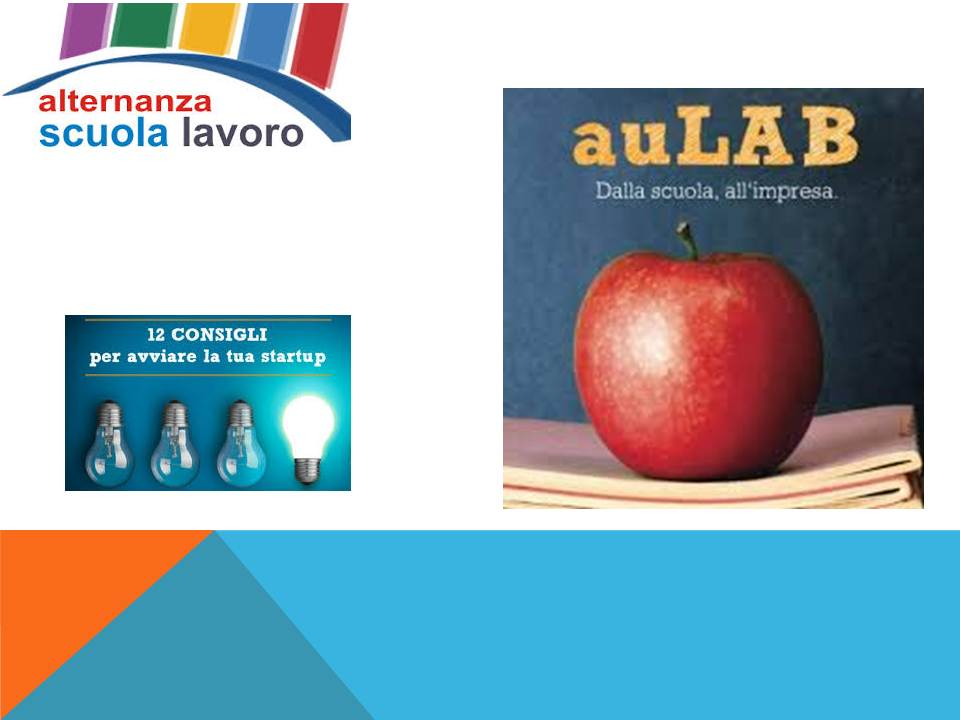 alternanza
scuola lavoro
auLAB
Dalla scuola, all'impresa.
12 CONSIGLI
per avviare la tua startup